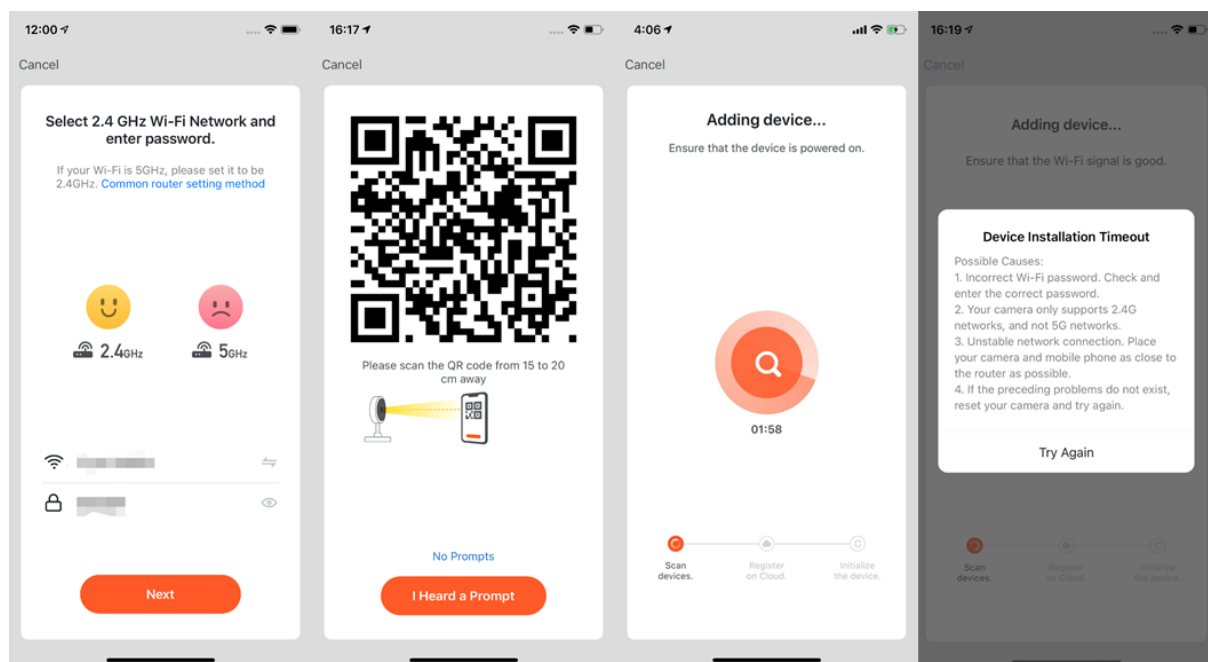 12:00
Cancel
Select 2.4 GHz Wi-Fi Network and
enter password.
If your Wi-Fi is 5GHz, please set it to be
2.4GHz. Common router setting method
2.4GHz
5GHz
Next
16:17
Cancel
Please scan the QR code from 15 to 20
cm away
No Prompts
I Heard a Prompt
4:06
Cancel
Adding device...
Ensure that the device is powered on.
01:58
Scan
devices.
Register
on Cloud.
Initialize
the device.
16:19
Cancel
Adding device...
Ensure that the Wi-Fi signal is good.
Device Installation Timeout
Possible Causes:
1. Incorrect Wi-Fi password. Check and
enter the correct password.
2. Your camera only supports 2.4G
networks, and not 5G networks.
3. Unstable network connection. Place
your camera and mobile phone as close to
the router as possible.
4. If the preceding problems do not exist,
reset your camera and try again.
Try Again
Scan
devices.
Register
on Cloud.
Initialize
the device.